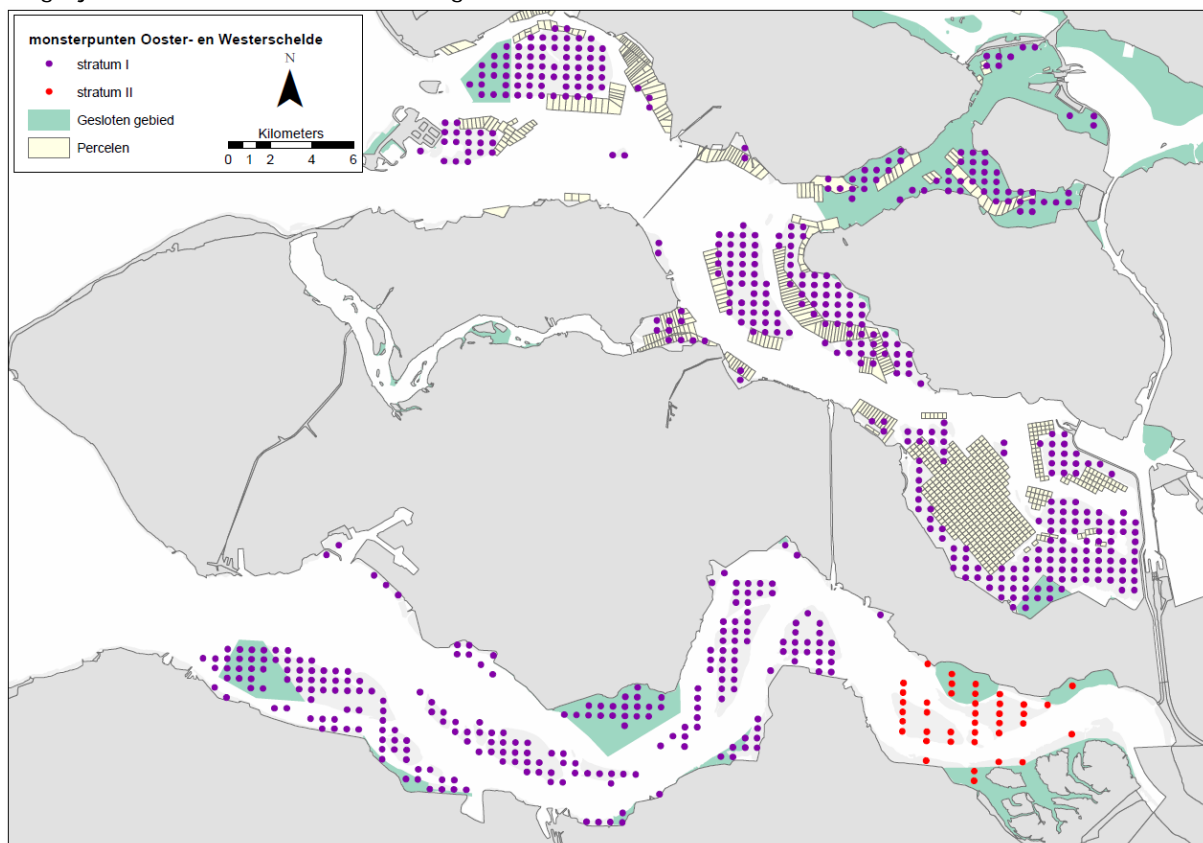 monsterpunten Ooster- en Westerschelde
stratum I
N
stratum II
Gesloten gebied
Kilometers
Percelen
0 1 2 4 6